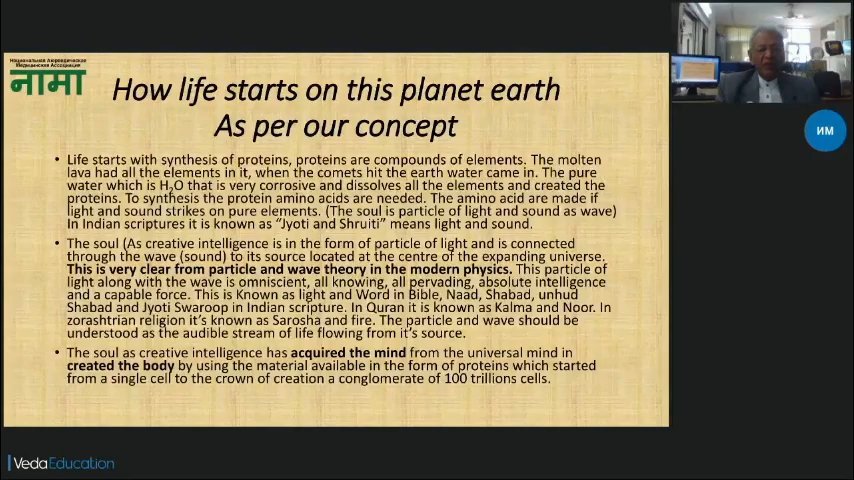 Национальная Аюрведическая
Медицинская Ассоциация
नामा
How life starts on this planet earth
As per our concept
• Life starts with synthesis of proteins, proteins are compounds of elements. The molten
lava had all the elements in it, when the comets hit the earth water came in. The pure
water which is H₂O that is very corrosive and dissolves all the elements and created the
proteins. To synthesis the protein amino acids are needed. The amino acid are made if
light and sound strikes on pure elements. (The soul is particle of light and sound as wave)
In Indian scriptures it is known as “Jyoti and Shruiti” means light and sound.
• The soul (As creative intelligence is in the form of particle of light and is connected
through the wave (sound) to its source located at the centre of the expanding universe.
This is very clear from particle and wave theory in the modern physics. This particle of
light along with the wave is omniscient, all knowing, all pervading, absolute intelligence
and a capable force. This is Known as light and Word in Bible, Naad, Shabad, unhud
Shabad and Jyoti Swaroop in Indian scripture. In Quran it is known as Kalma and Noor. In
zorashtrian religion it’s known as Sarosha and fire. The particle and wave should be
understood as the audible stream of life flowing from it’s source.
• The soul as creative intelligence has acquired the mind from the universal mind in
created the body by using the material available in the form of proteins which started
from a single cell to the crown of creation a conglomerate of 100 trillions cells.
ИМ
VedaEducation